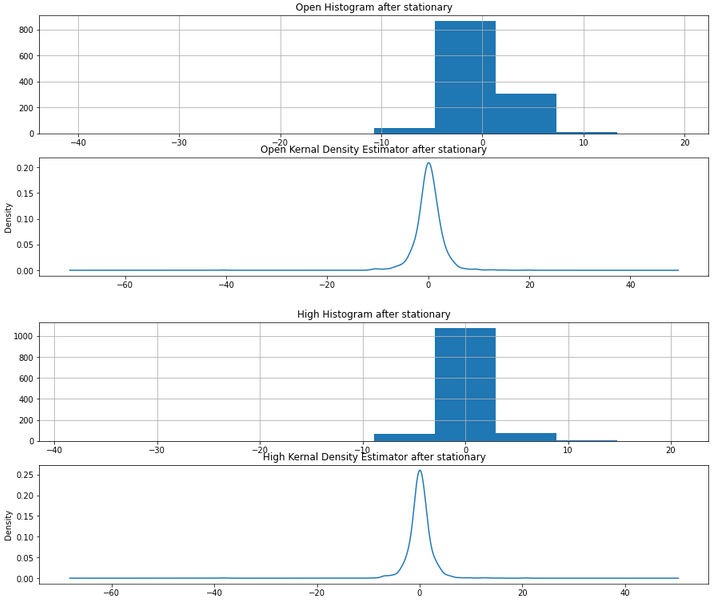 Open Histogram after stationary
800
600
400
200
0
−40 −30 −20 −10 0 10 20
Open Kernal Density Estimator after stationary
0.20
0.15
0.10
0.05
0.00
Density
−60 −40 −20 0 20 40
High Histogram after stationary
1000
800
600
400
200
0
−40 −30 −20 −10 0 10 20
High Kernal Density Estimator after stationary
0.25
0.20
0.15
0.10
0.05
0.00
Density
−60 −40 −20 0 20 40